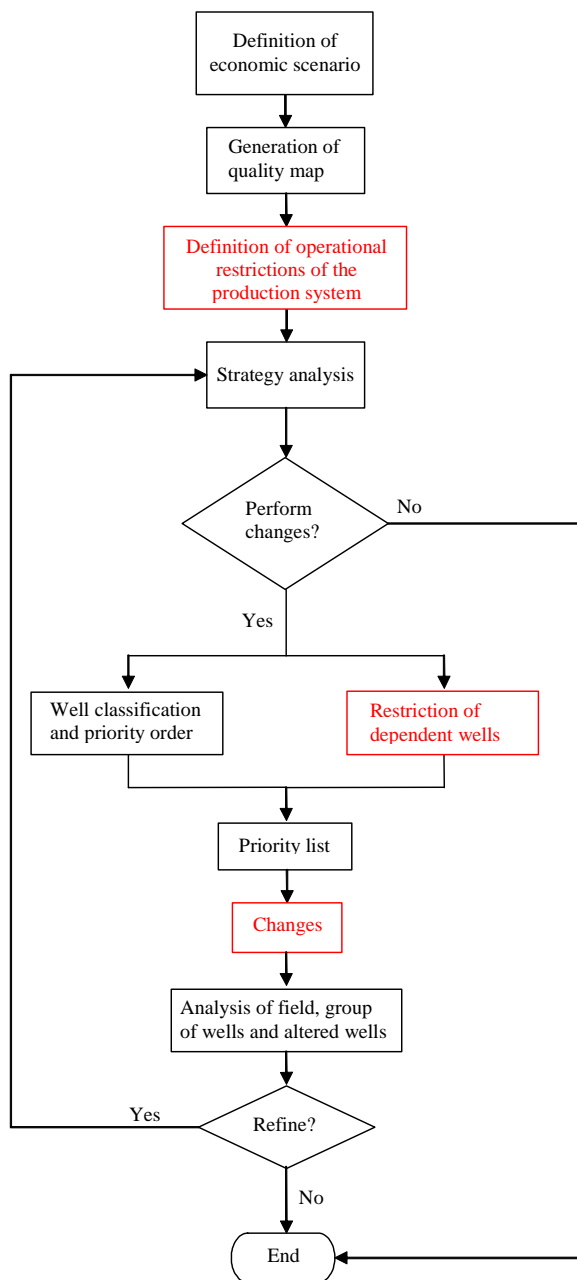 Definition of
economic scenario
Generation of
quality map
Definition of operational
restrictions of the
production system
Strategy analysis
Perform
changes?
No
Yes
Well classification
and priority order
Restriction of
dependent wells
Priority list
Changes
Analysis of field, group
of wells and altered wells
Yes
Refine?
No
End